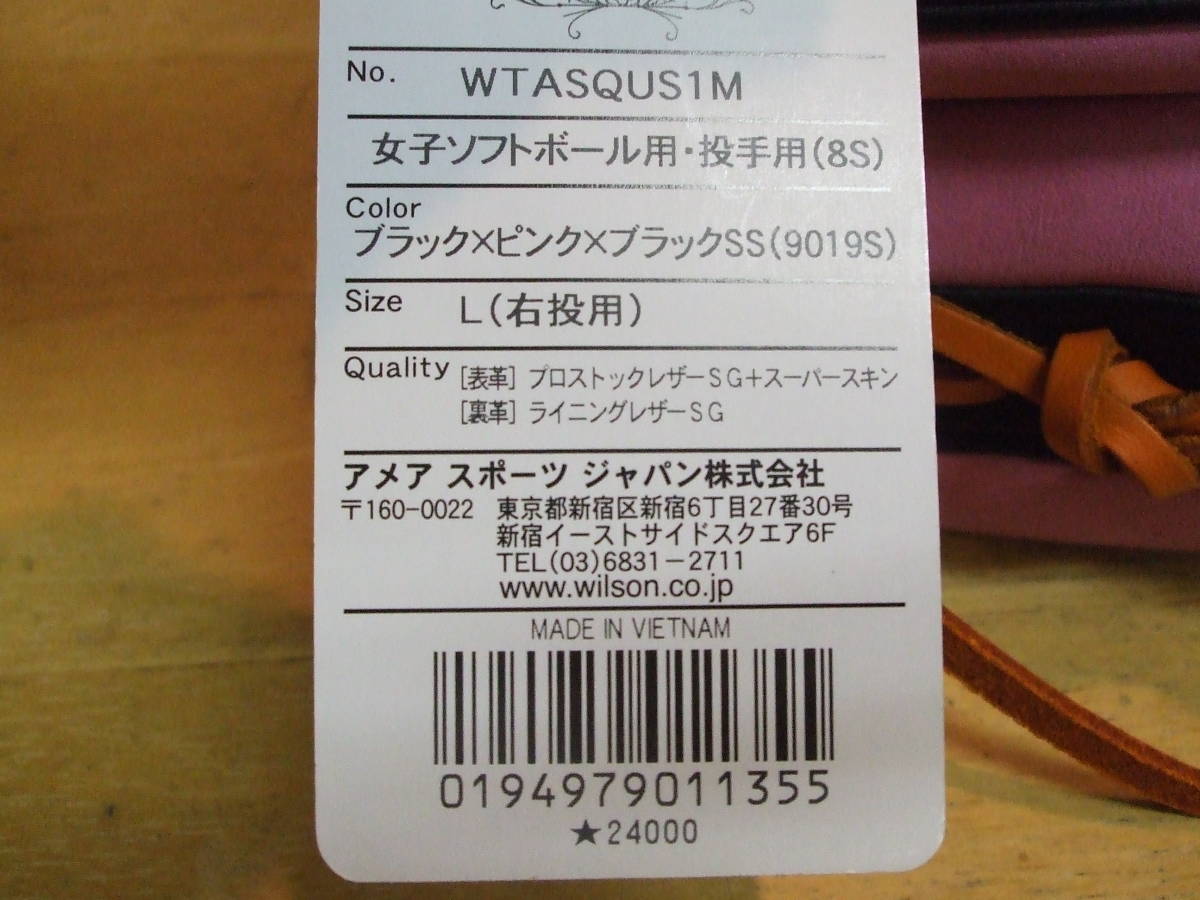 No. WTASQUS1M
女子ソフトボール用・投手用(8S)
Color
ブラック×ピンク×ブラックSS(9019S)
Size L(右投用)
Quality [表革] プロストックレザーSG+スーパースキン
[裏革] ライニングレザーSG
アメア スポーツ ジャパン株式会社
〒160-0022 東京都新宿区新宿6丁目27番30号
新宿イーストサイドスクエア6F
TEL(03)6831-2711
www.wilson.co.jp
MADE IN VIETNAM
0194979011355
★24000